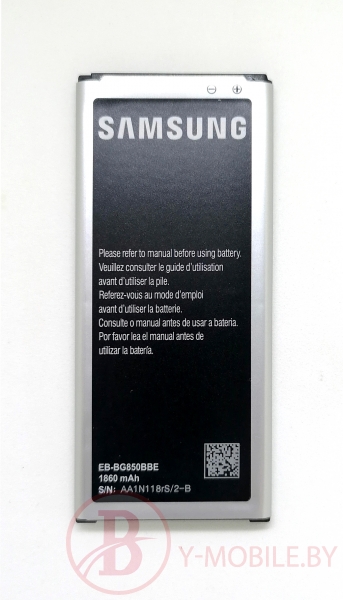 SAMSUNG
Please refer to manual before using battery.
Veuillez consulter le guide d'utilisation
avant d'utiliser la pile.
Referez-vous au mode d'emploi
avant d'utiliser la batterie.
Consulte o manual antes de usar a bateria.
Por favor lea el manual antes de
utilizar la batería.
EB-BG850BBE
1860 mAh
S/N: AA1N118rS/2-B
Y-MOBILE.BY